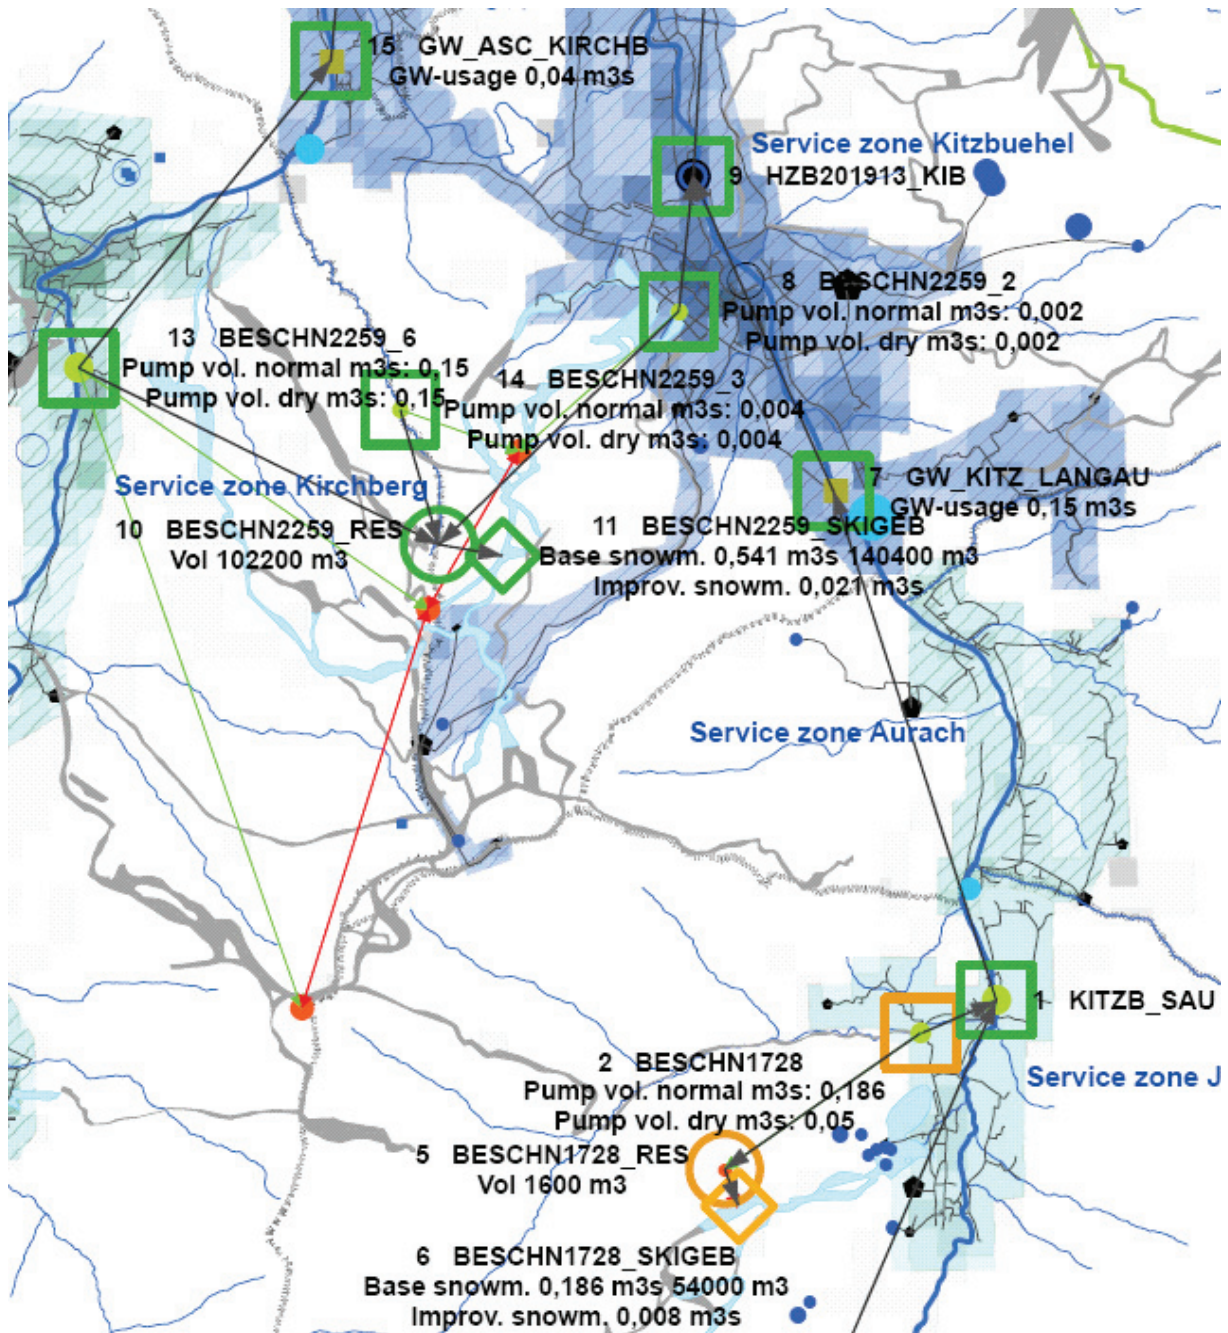 15 GW_ASC_KIRCHB
GW-usage 0,04 m3s
Service zone Kitzbuehel
9 HZB201913_KIB
8 BESCHN2259_2
Pump vol. normal m3s: 0,002
Pump vol. dry m3s: 0,002
13 BESCHN2259_6
Pump vol. normal m3s: 0,15
Pump vol. dry m3s: 0,15
14 BESCHN2259_3
Pump vol. normal m3s: 0,004
Pump vol. dry m3s: 0,004
Service zone Kirchberg
7 GW_KITZ_LANGAU
GW-usage 0,15 m3s
10 BESCHN2259_RES
Vol 102200 m3
11 BESCHN2259_SKIGEB
Base snowm. 0,541 m3s 140400 m3
Improv. snowm. 0,021 m3s
Service zone Aurach
1 KITZB_SAU
2 BESCHN1728
Pump vol. normal m3s: 0,186
Pump vol. dry m3s: 0,05
Service zone J
5 BESCHN1728_RES
Vol 1600 m3
6 BESCHN1728_SKIGEB
Base snowm. 0,186 m3s 54000 m3
Improv. snowm. 0,008 m3s